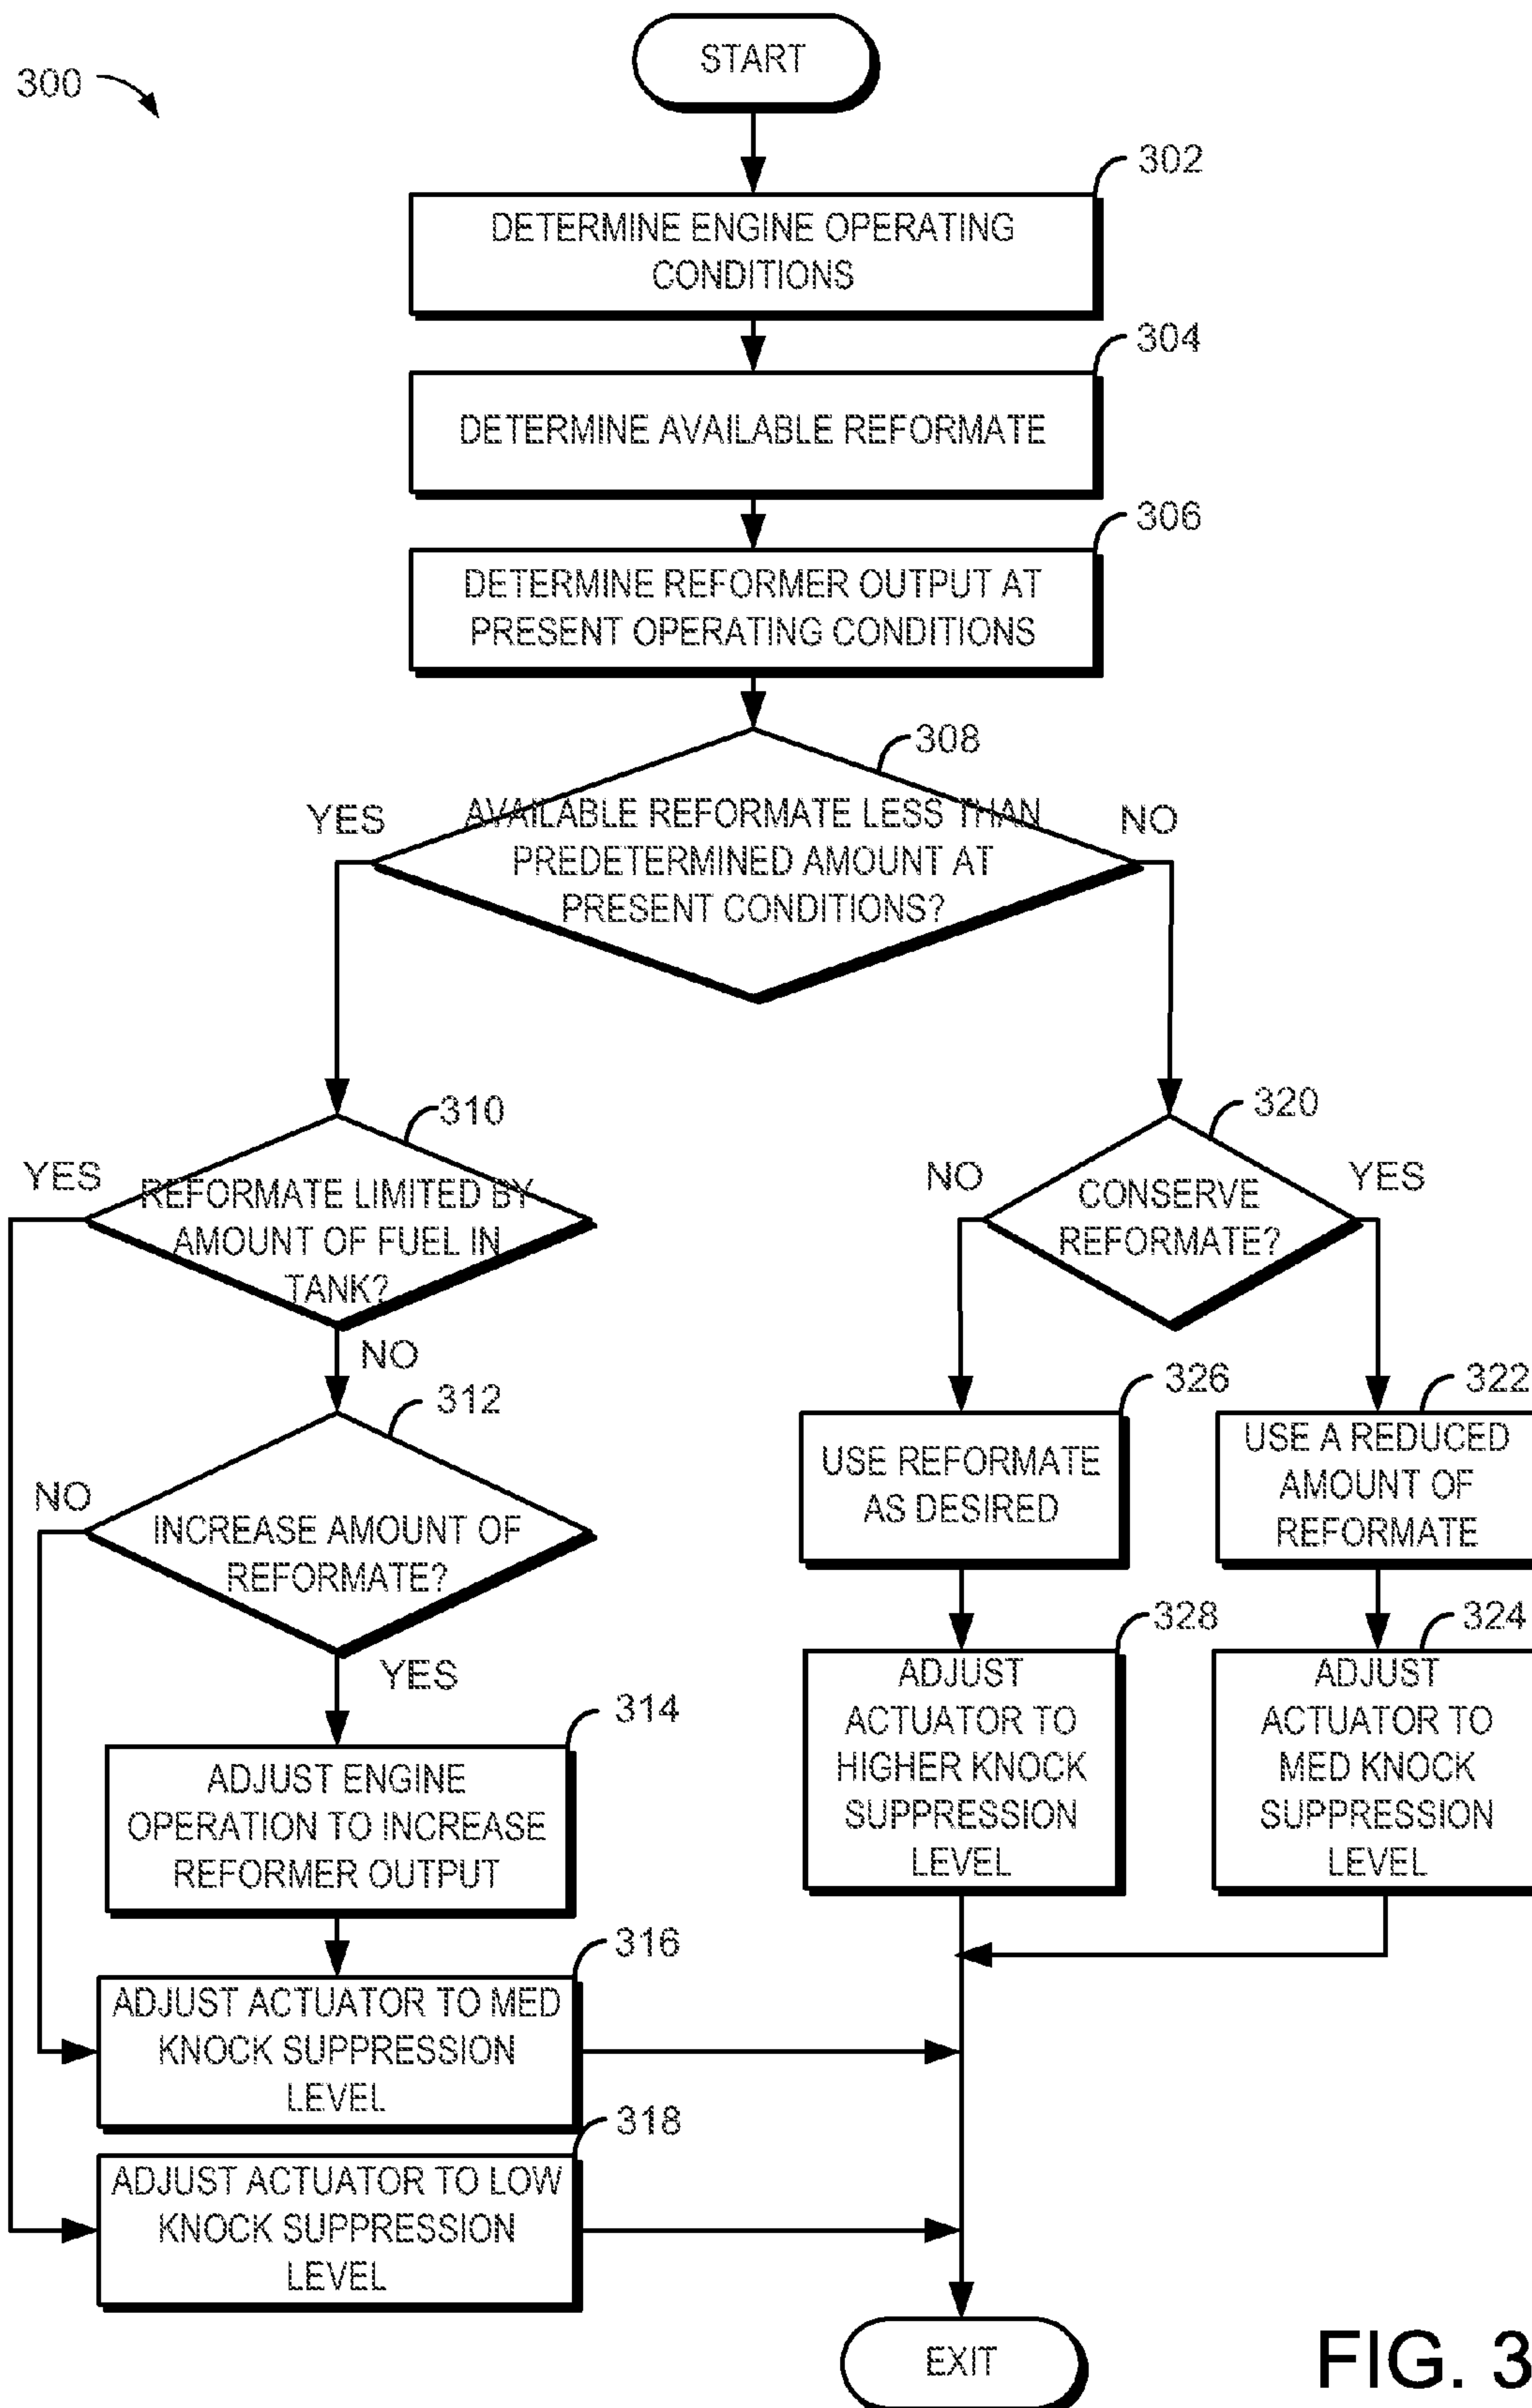 START
300
302
DETERMINE ENGINE OPERATING
CONDITIONS
304
DETERMINE AVAILABLE REFORMATE
306
DETERMINE REFORMER OUTPUT AT
PRESENT OPERATING CONDITIONS
308
YES
AVAILABLE REFORMATE LESS THAN
PREDETERMINED AMOUNT AT
PRESENT CONDITIONS?
NO
310
YES
REFORMATE LIMITED BY
AMOUNT OF FUEL IN
TANK?
NO
312
NO
INCREASE AMOUNT OF
REFORMATE?
YES
314
ADJUST ENGINE
OPERATION TO INCREASE
REFORMER OUTPUT
316
ADJUST ACTUATOR TO MED
KNOCK SUPPRESSION
LEVEL
318
ADJUST ACTUATOR TO LOW
KNOCK SUPPRESSION
LEVEL
320
NO
CONSERVE
REFORMATE?
YES
326
USE REFORMATE
AS DESIRED
328
ADJUST
ACTUATOR TO
HIGHER KNOCK
SUPPRESSION
LEVEL
322
USE A REDUCED
AMOUNT OF
REFORMATE
324
ADJUST
ACTUATOR TO
MED KNOCK
SUPPRESSION
LEVEL
EXIT
FIG. 3